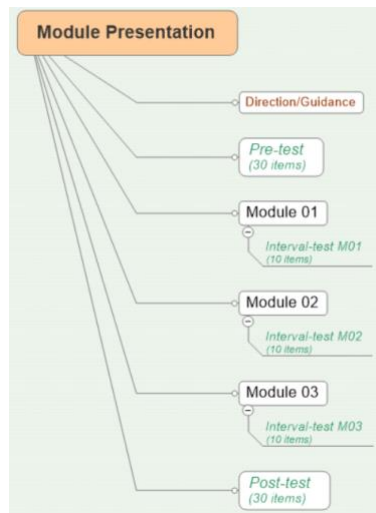 Module Presentation
Direction/Guidance
Pre-test
(30 items)
Module 01
Interval-test M01
(10 items)
Module 02
Interval-test M02
(10 items)
Module 03
Interval-test M03
(10 items)
Post-test
(30 items)